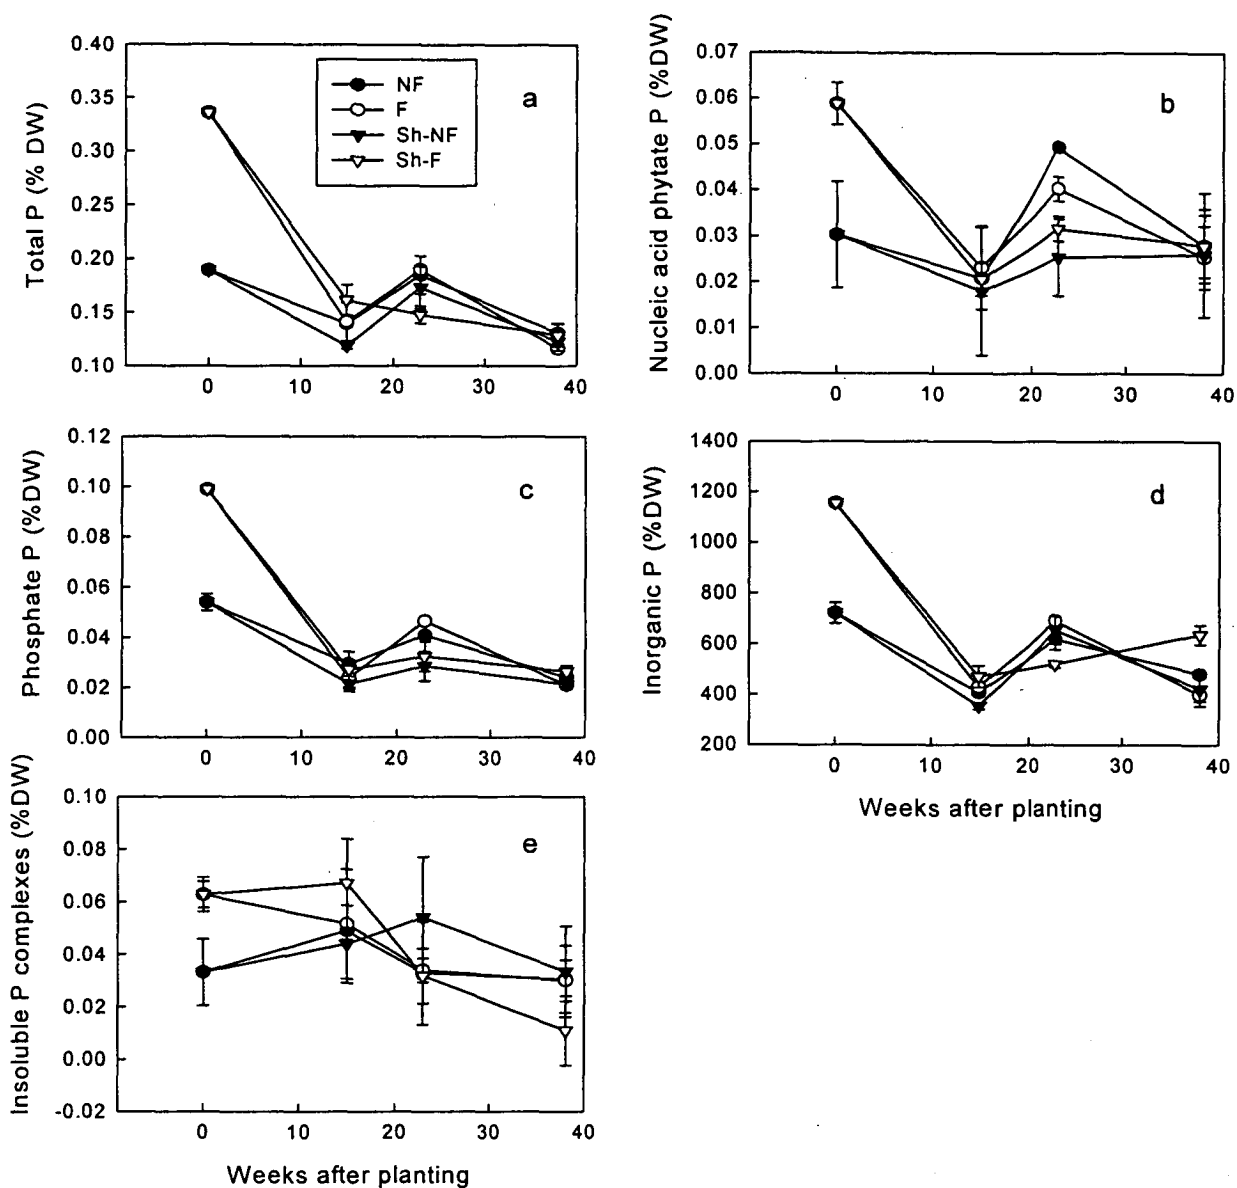 Total P (% DW)
0.40
0.35
0.30
0.25
0.20
0.15
0.10
NF
F
Sh-NF
Sh-F
a
0 10 20 30 40
Nucleic acid phytate P (%DW)
0.07
0.06
0.05
0.04
0.03
0.02
0.01
0.00
b
0 10 20 30 40
Phosphate P (%DW)
0.12
0.10
0.08
0.06
0.04
0.02
0.00
c
0 10 20 30 40
Inorganic P (%DW)
1400
1200
1000
800
600
400
200
d
0 10 20 30 40
Weeks after planting
Insoluble P complexes (%DW)
0.10
0.08
0.06
0.04
0.02
0.00
-0.02
e
0 10 20 30 40
Weeks after planting